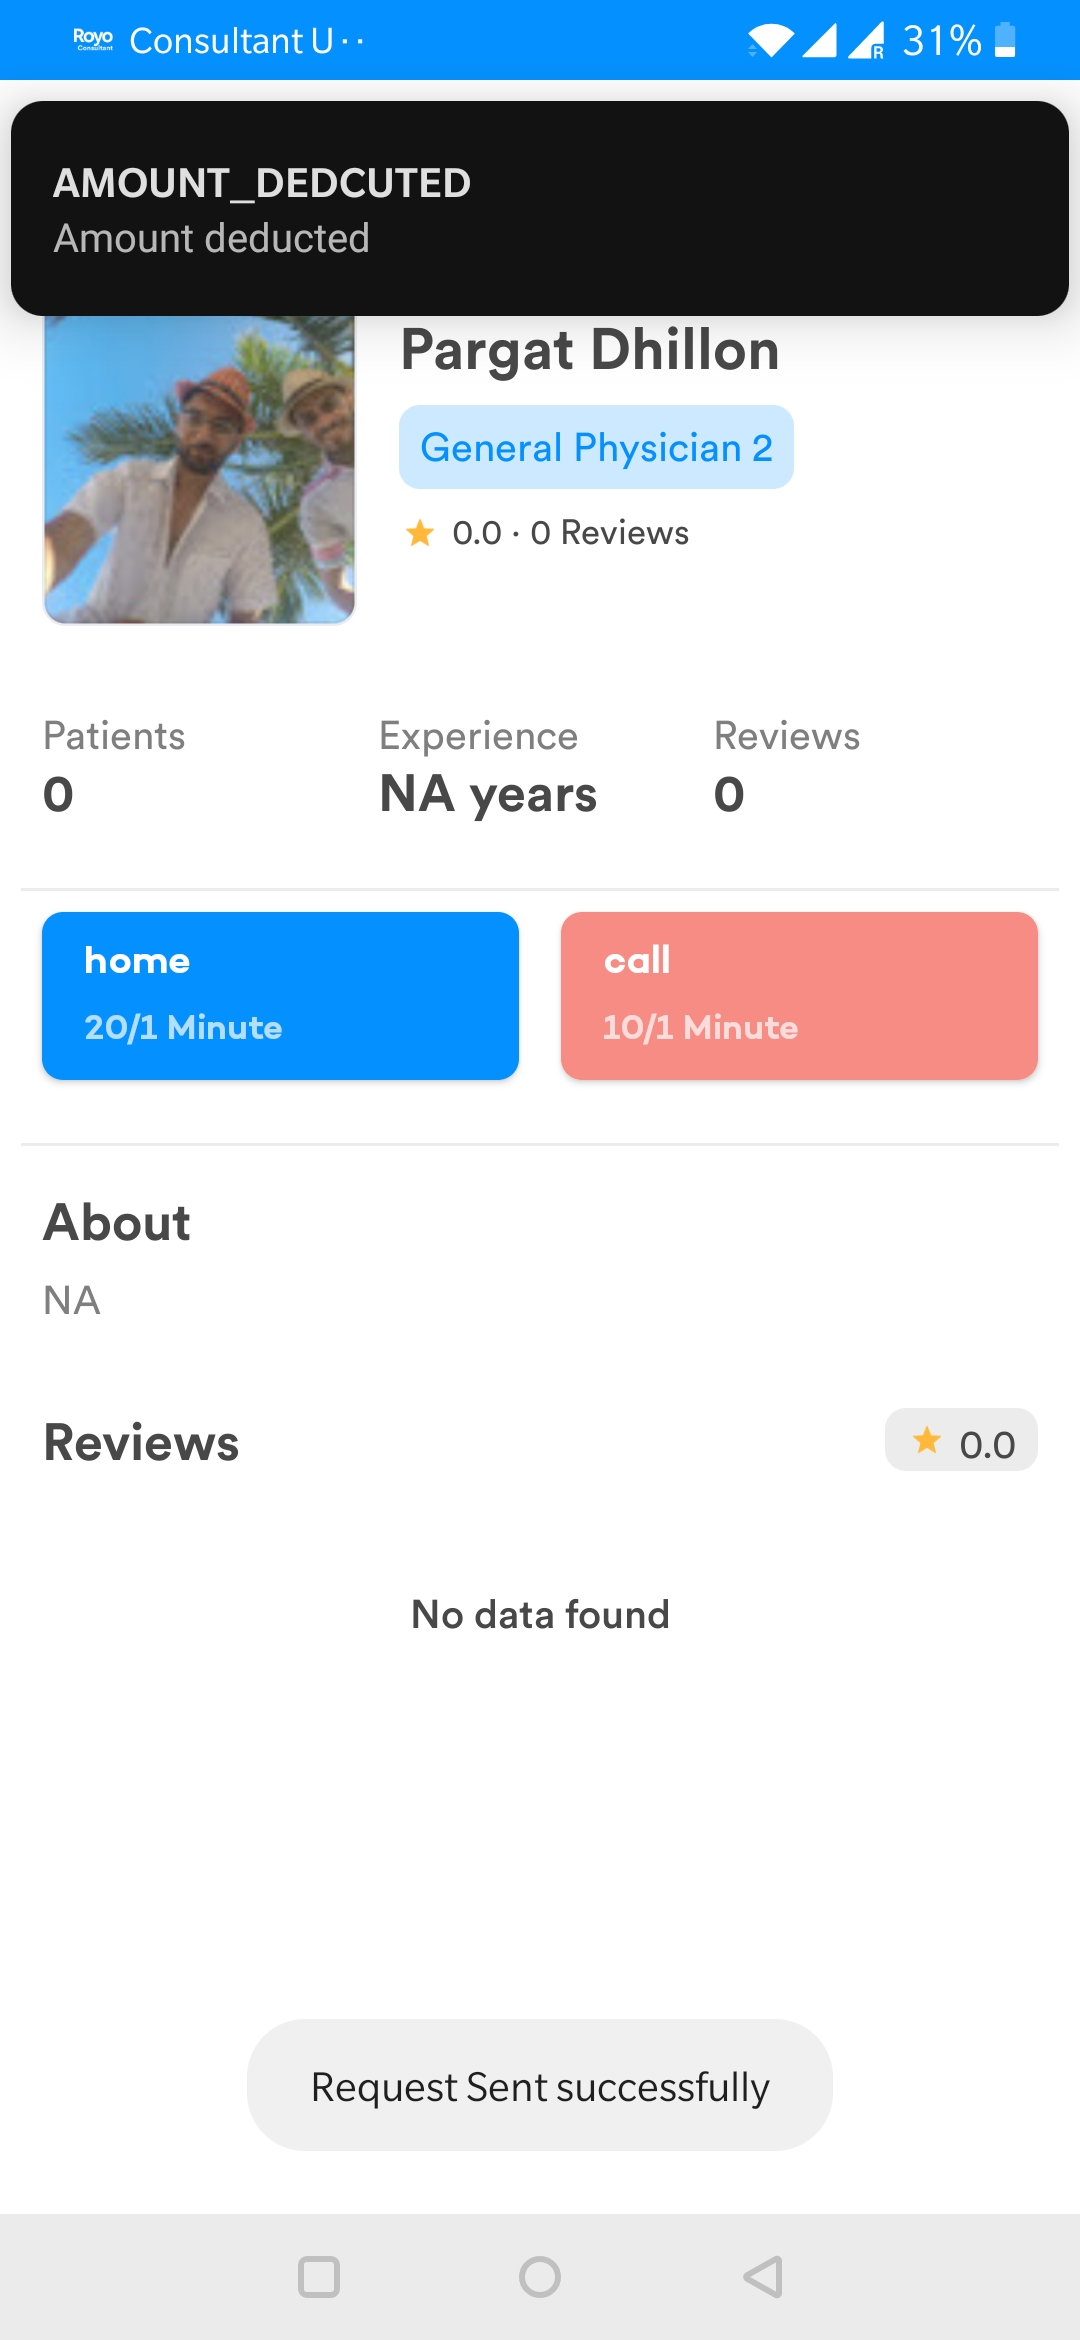 Royo
Consultant
Consultant U··
R
31%
AMOUNT_DEDCUTED
Amount deducted
Pargat Dhillon
General Physician 2
0.0 · 0 Reviews
Patients
Experience
Reviews
0
NA years
0
home
call
20/1 Minute
10/1 Minute
About
NA
Reviews
0.0
No data found
Request Sent successfully